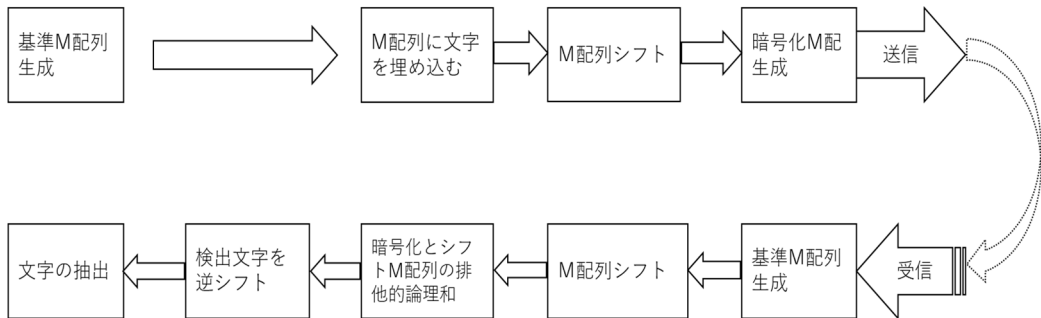 基準M配列
生成
M配列に文字
を埋め込む
M配列シフト
暗号化M配
生成
送信
文字の抽出
検出文字を
逆シフト
暗号化とシフ
トM配列の排
他的論理和
M配列シフト
基準M配列
生成
受信